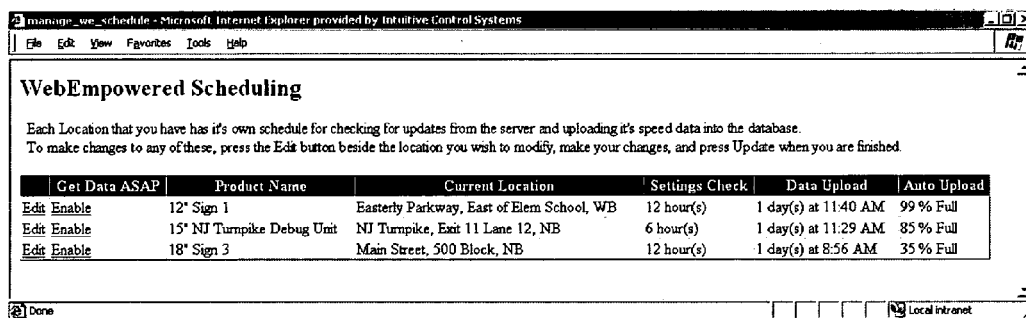 manage_we_schedule - Microsoft Internet Explorer provided by Intuitive Control Systems
File Edit View Favorites Tools Help
WebEmpowered Scheduling
Each Location that you have has it's own schedule for checking for updates from the server and uploading it's speed data into the database.
To make changes to any of these, press the Edit button beside the location you wish to modify, make your changes, and press Update when you are finished.
Get Data ASAP Product Name Current Location Settings Check Data Upload Auto Upload
Edit Enable 12" Sign 1 Easterly Parkway, East of Elem School, WB 12 hour(s) 1 day(s) at 11:40 AM 99 % Full
Edit Enable 15" NJ Turnpike Debug Unit NJ Turnpike, Exit 11 Lane 12, NB 6 hour(s) 1 day(s) at 11:29 AM 85 % Full
Edit Enable 18" Sign 3 Main Street, 500 Block, NB 12 hour(s) 1 day(s) at 8:56 AM 35 % Full
Done Local intranet